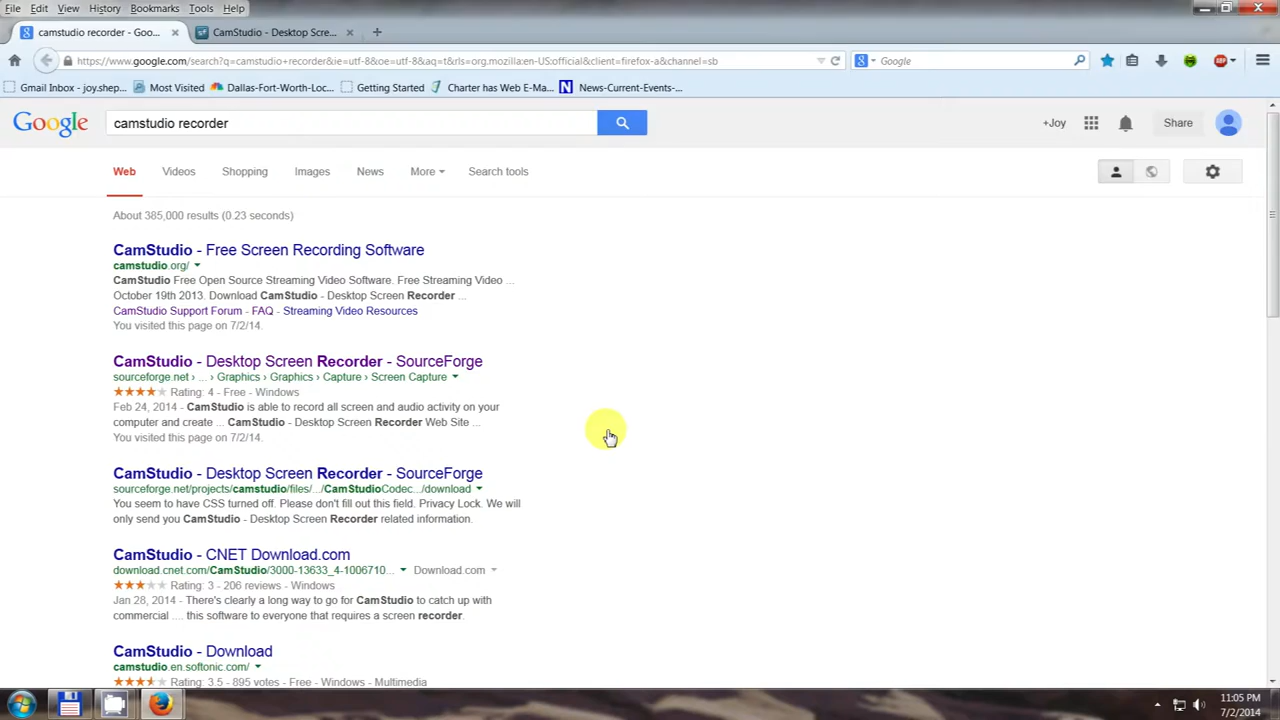 File Edit View History Bookmarks Tools Help
camstudio recorder - Goo... × CamStudio - Desktop Scre... × +
https://www.google.com/search?q=camstudio+recorder&ie=utf-8&oe=utf-8&aq=t&rls=org.mozilla:en-US:official&client=firefox-a&channel=sb Google
Gmail Inbox - joy.shep... Most Visited Dallas-Fort-Worth-Loc... Getting Started Charter has Web E-Ma... News-Current-Events-...
Google camstudio recorder +Joy Share
Web Videos Shopping Images News More Search tools
About 385,000 results (0.23 seconds)
CamStudio - Free Screen Recording Software
camstudio.org/
CamStudio Free Open Source Streaming Video Software. Free Streaming Video ...
October 19th 2013. Download CamStudio - Desktop Screen Recorder ...
CamStudio Support Forum - FAQ - Streaming Video Resources
You visited this page on 7/2/14.
CamStudio - Desktop Screen Recorder - SourceForge
sourceforge.net › ... › Graphics › Graphics › Capture › Screen Capture
Rating: 4 - Free - Windows
Feb 24, 2014 - CamStudio is able to record all screen and audio activity on your
computer and create ... CamStudio - Desktop Screen Recorder Web Site ...
You visited this page on 7/2/14.
CamStudio - Desktop Screen Recorder - SourceForge
sourceforge.net/projects/camstudio/files/.../CamStudioCodec.../download
You seem to have CSS turned off. Please don't fill out this field. Privacy Lock. We will
only send you CamStudio - Desktop Screen Recorder related information.
CamStudio - CNET Download.com
download.cnet.com/CamStudio/3000-13633_4-1006710... Download.com
Rating: 3 - 206 reviews - Windows
Jan 28, 2014 - There's clearly a long way to go for CamStudio to catch up with
commercial .... this software to everyone that requires a screen recorder.
CamStudio - Download
camstudio.en.softonic.com/
Rating: 3.5 - 895 votes - Free - Windows - Multimedia
11:05 PM
7/2/2014